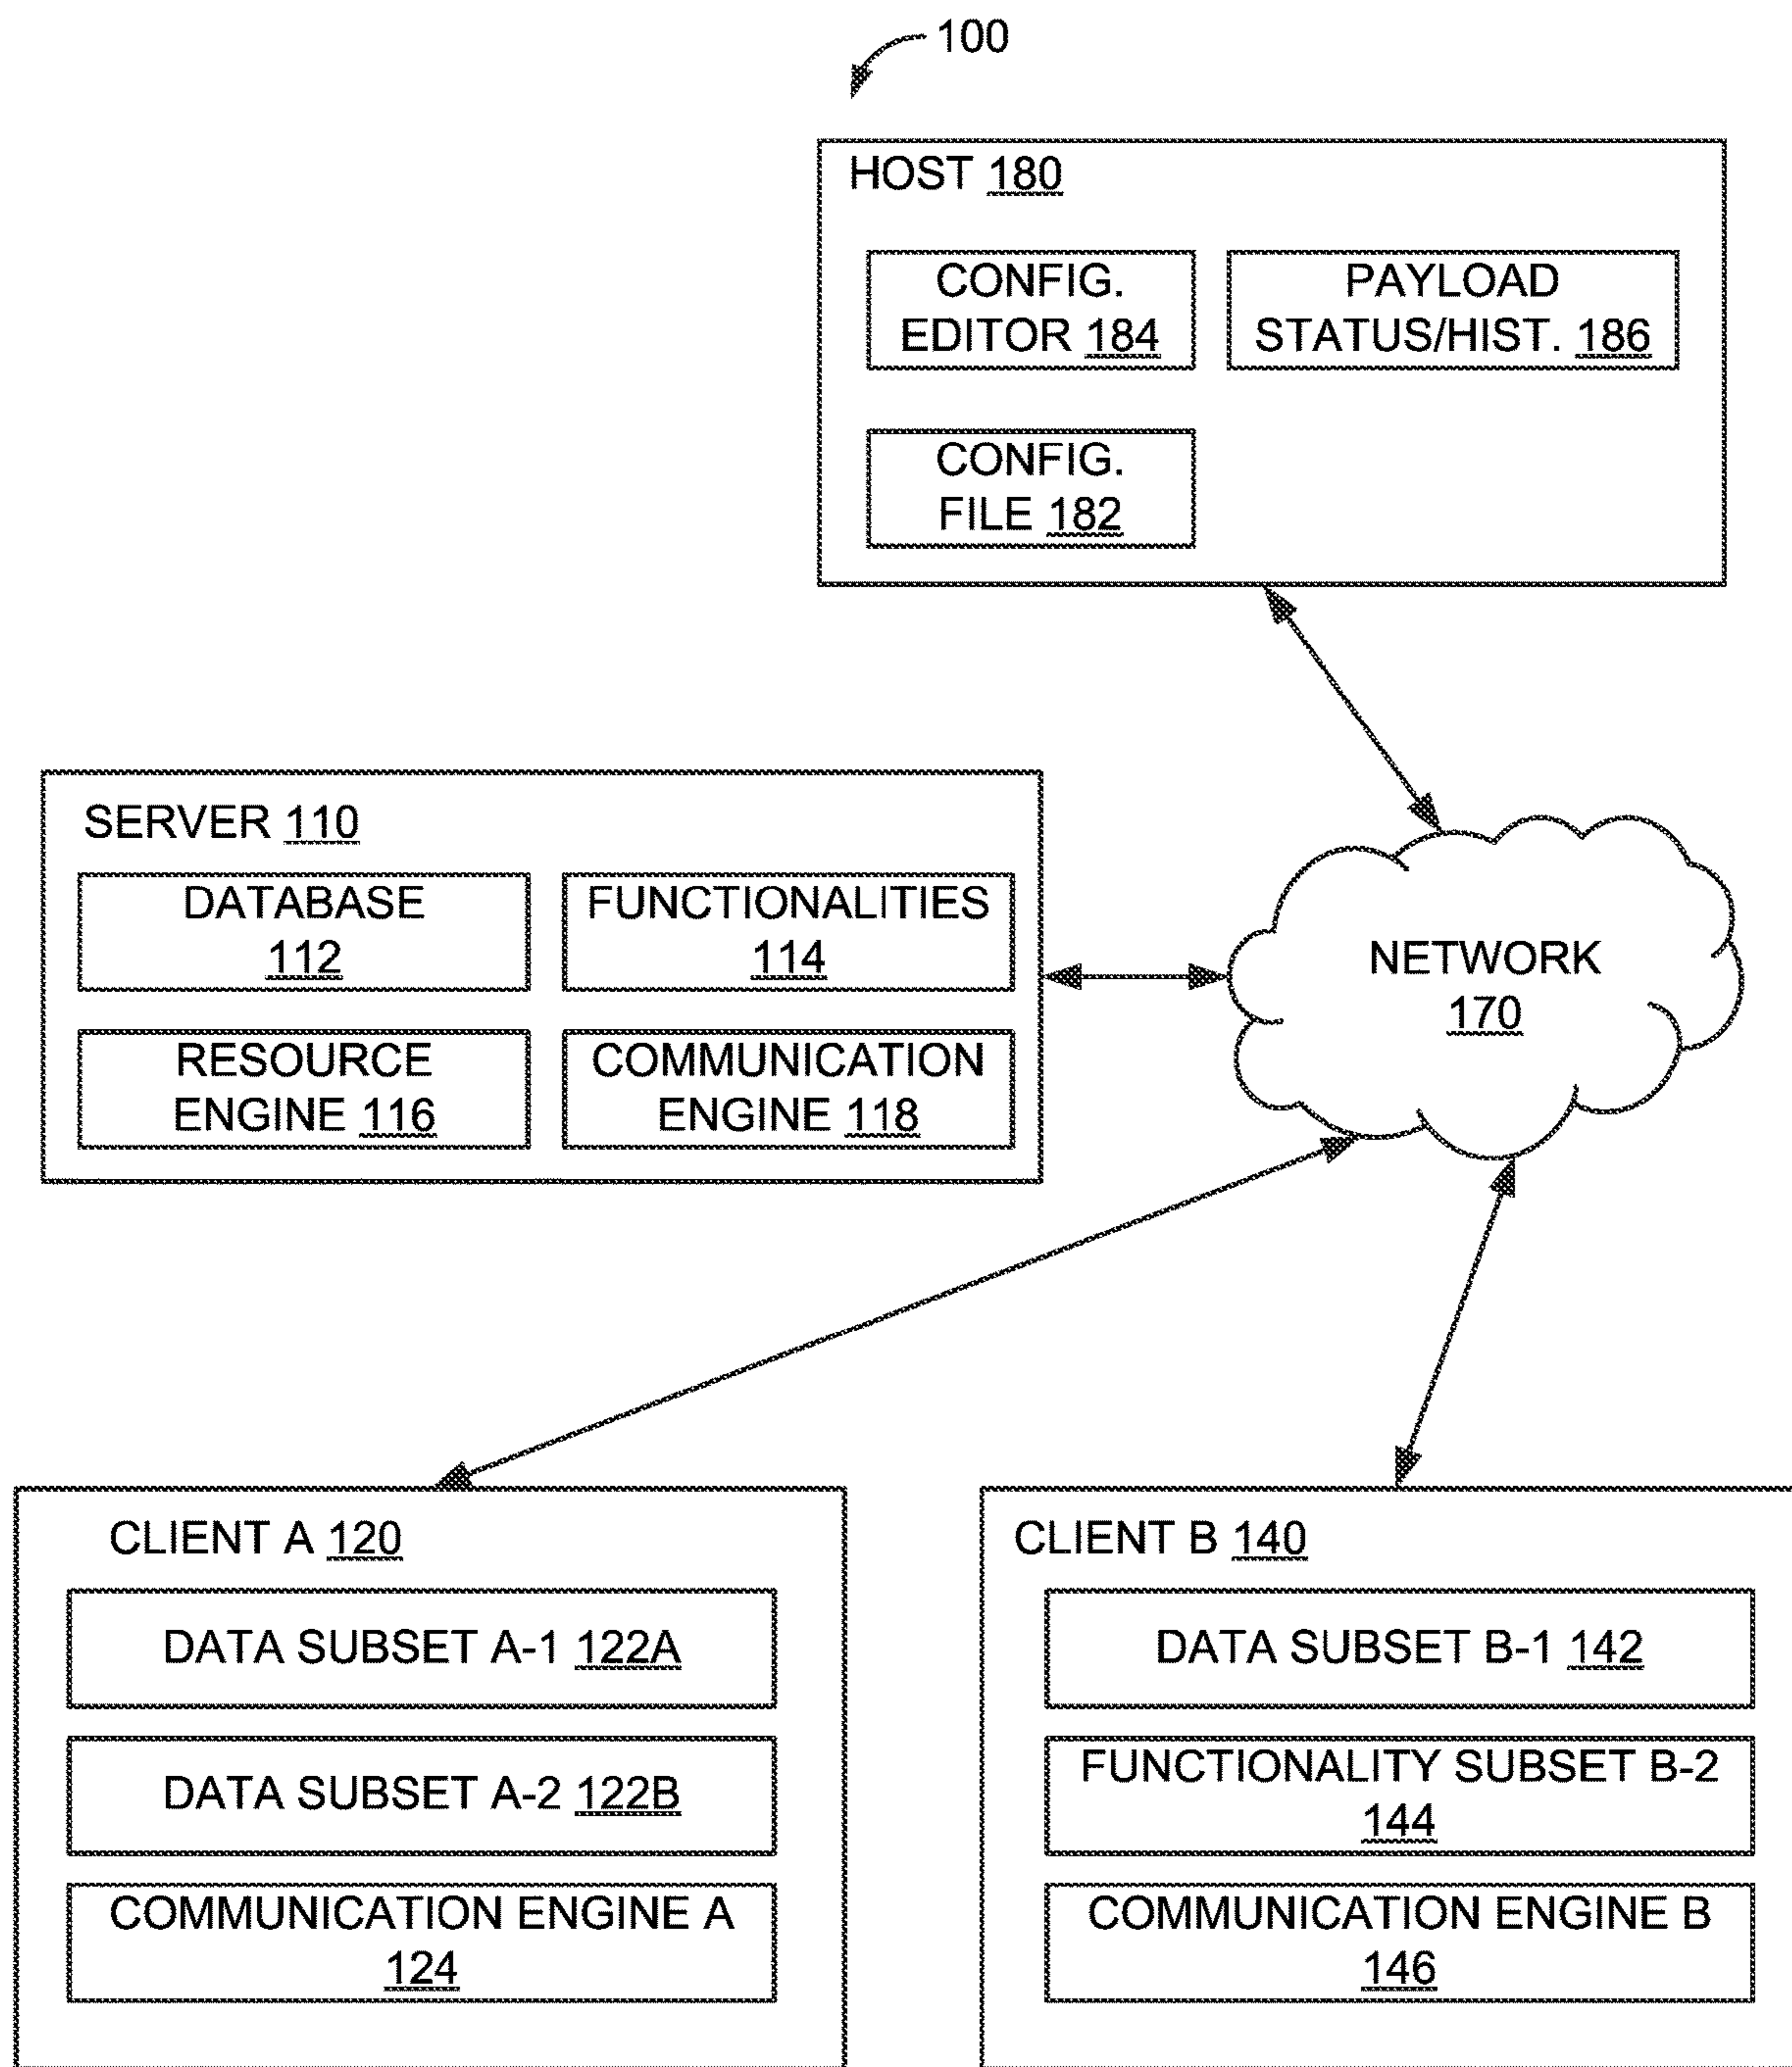 100
HOST 180
CONFIG.
EDITOR 184
PAYLOAD
STATUS/HIST. 186
CONFIG.
FILE 182
SERVER 110
DATABASE
112
FUNCTIONALITIES
114
RESOURCE
ENGINE 116
COMMUNICATION
ENGINE 118
NETWORK
170
CLIENT A 120
DATA SUBSET A-1 122A
DATA SUBSET A-2 122B
COMMUNICATION ENGINE A
124
CLIENT B 140
DATA SUBSET B-1 142
FUNCTIONALITY SUBSET B-2
144
COMMUNICATION ENGINE B
146